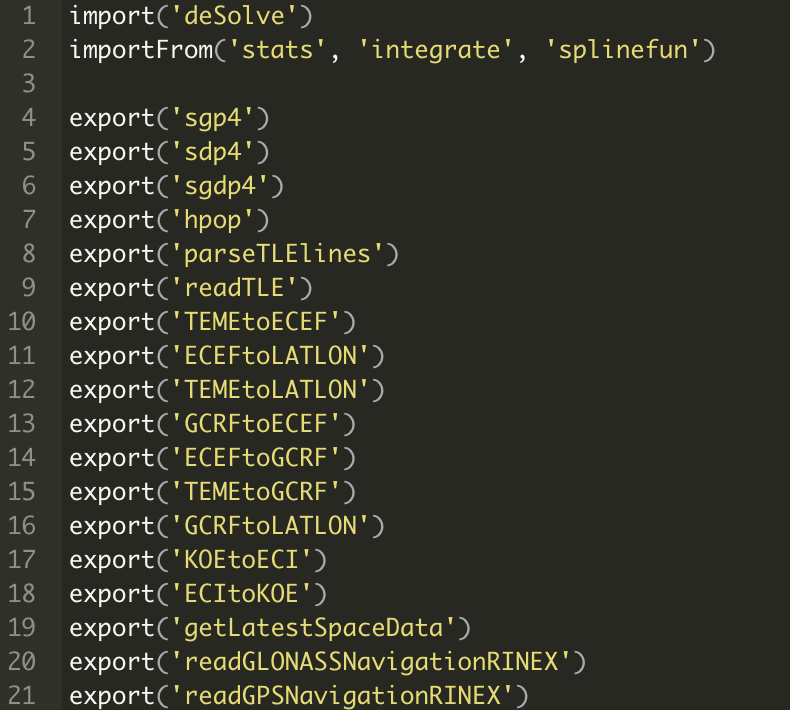 1 import('deSolve')
2 importFrom('stats', 'integrate', 'splinefun')
3
4 export('sgp4')
5 export('sdp4')
6 export('sgdp4')
7 export('hpop')
8 export('parseTLElines')
9 export('readTLE')
10 export('TEMEtoECEF')
11 export('ECEFtoLATLON')
12 export('TEMEtoLATLON')
13 export('GCRFtoECEF')
14 export('ECEFtoGCRF')
15 export('TEMEtoGCRF')
16 export('GCRFtoLATLON')
17 export('KOEtoECI')
18 export('ECItoKOE')
19 export('getLatestSpaceData')
20 export('readGLONASSNavigationRINEX')
21 export('readGPSNavigationRINEX')